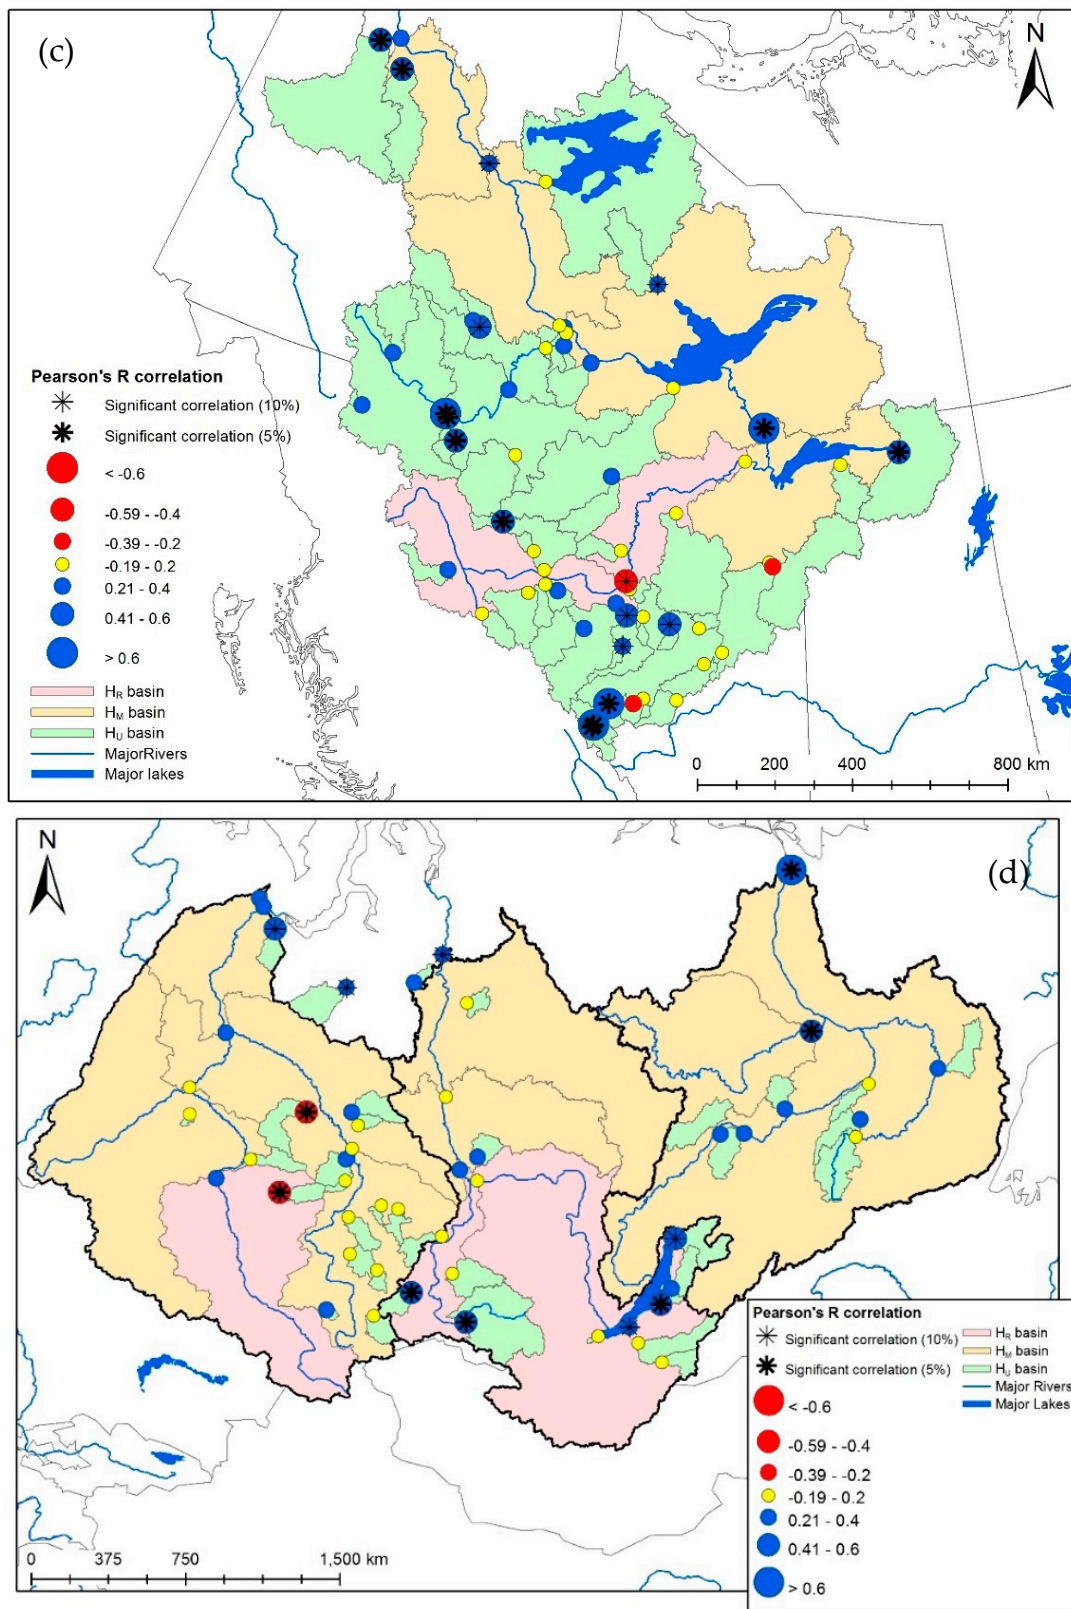 (c)
N
Pearson's R correlation
Significant correlation (10%)
Significant correlation (5%)
< -0.6
-0.59 - -0.4
-0.39 - -0.2
-0.19 - 0.2
0.21 - 0.4
0.41 - 0.6
> 0.6
HR basin
HM basin
HU basin
MajorRivers
Major lakes
0 200 400 800 km
N
(d)
Pearson's R correlation
Significant correlation (10%)
Significant correlation (5%)
< -0.6
-0.59 - -0.4
-0.39 - -0.2
-0.19 - 0.2
0.21 - 0.4
0.41 - 0.6
> 0.6
HR basin
HM basin
HU basin
Major Rivers
Major Lakes
0 375 750 1,500 km